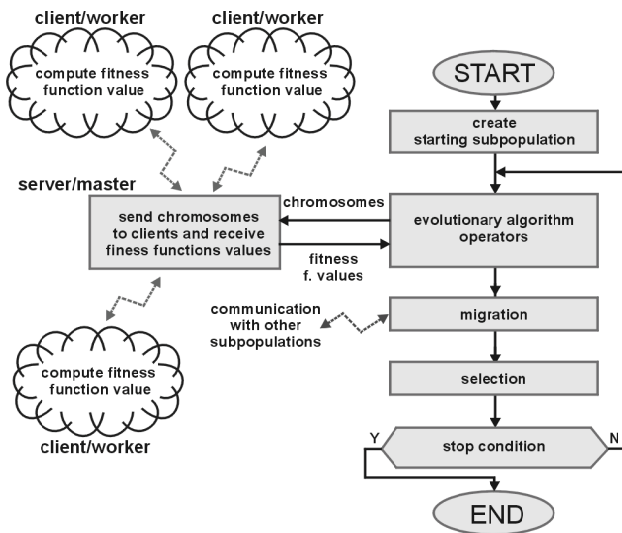 client/worker
client/worker
compute fitness
function value
compute fitness
function value
server/master
send chromosomes
to clients and receive
finess functions values
chromosomes
fitness
f. values
communication
with other
subpopulations
compute fitness
function value
client/worker
START
create
starting subpopulation
evolutionary algorithm
operators
migration
selection
Y
stop condition
N
END